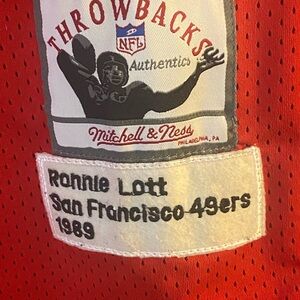 THROWBACKS
NFL
Authentics
Mitchell & Ness
PHILADELPHIA, PA
Ronnie Lott
San Francisco 49ers
1989